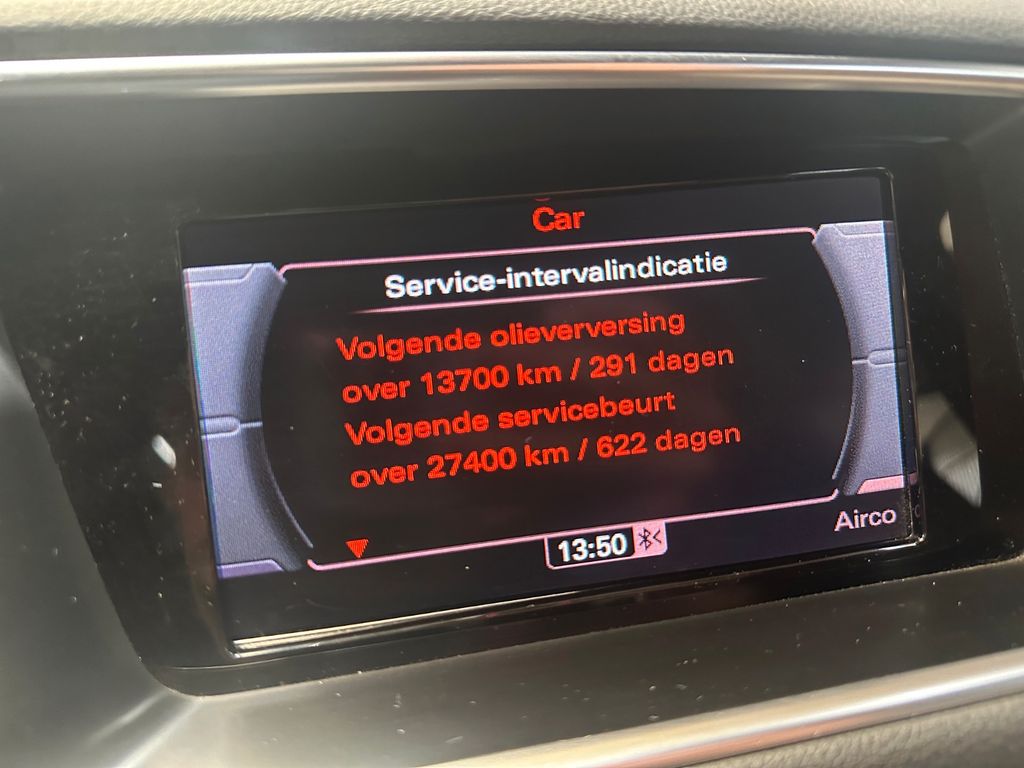 Car
Service-intervalindicatie
Volgende olieverversing
over 13700 km / 291 dagen
Volgende servicebeurt
over 27400 km / 622 dagen
13:50
Airco